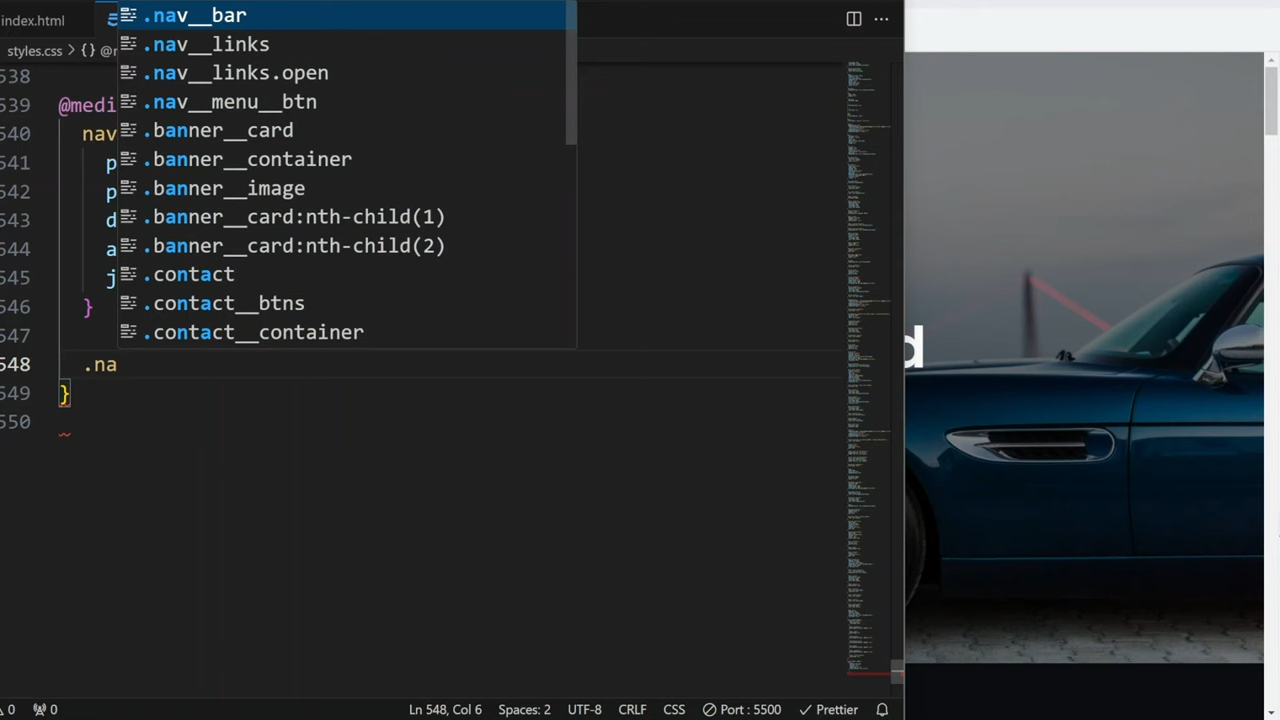 index.html
styles.css > {} @
538
539 @medi
540 nav
541 p
542 p
543 d
544 a
545 j
546 }
547
548 .na
549 }
550
.nav__bar
.nav__links
.nav__links.open
.nav__menu__btn
.banner__card
.banner__container
.banner__image
.banner__card:nth-child(1)
.banner__card:nth-child(2)
.contact
.contact__btns
.contact__container
d
0 0 Ln 548, Col 6 Spaces: 2 UTF-8 CRLF CSS Port : 5500 Prettier